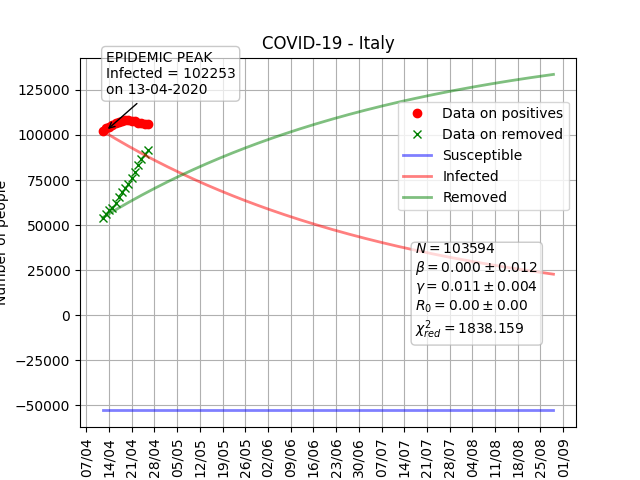 COVID-19 - Italy
EPIDEMIC PEAK
Infected = 102253
on 13-04-2020
Number of people
125000
100000
75000
50000
25000
0
−25000
−50000
Data on positives
Data on removed
Susceptible
Infected
Removed
N = 103594
β = 0.000 ± 0.012
γ = 0.011 ± 0.004
R₀ = 0.00 ± 0.00
χ²red = 1838.159
07/04
14/04
21/04
28/04
05/05
12/05
19/05
26/05
02/06
09/06
16/06
23/06
30/06
07/07
14/07
21/07
28/07
04/08
11/08
18/08
25/08
01/09